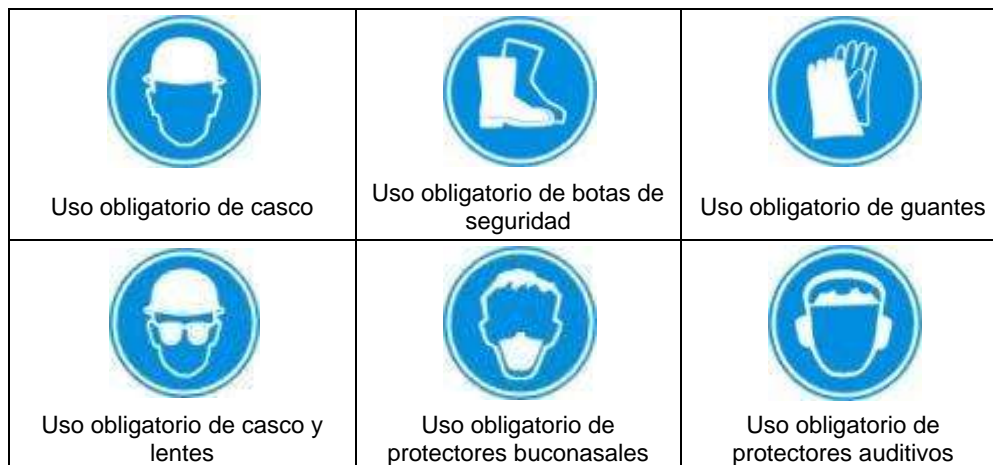 Uso obligatorio de casco
Uso obligatorio de botas de
seguridad
Uso obligatorio de guantes
Uso obligatorio de casco y
lentes
Uso obligatorio de
protectores buconasales
Uso obligatorio de
protectores auditivos